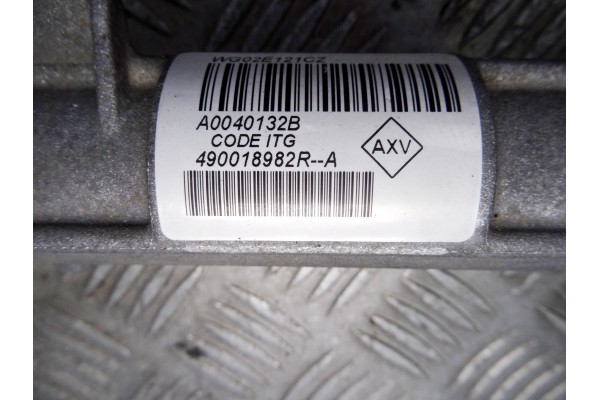 WG02E121CZ
A0040132B
CODE ITG
490018982R--A
AXV